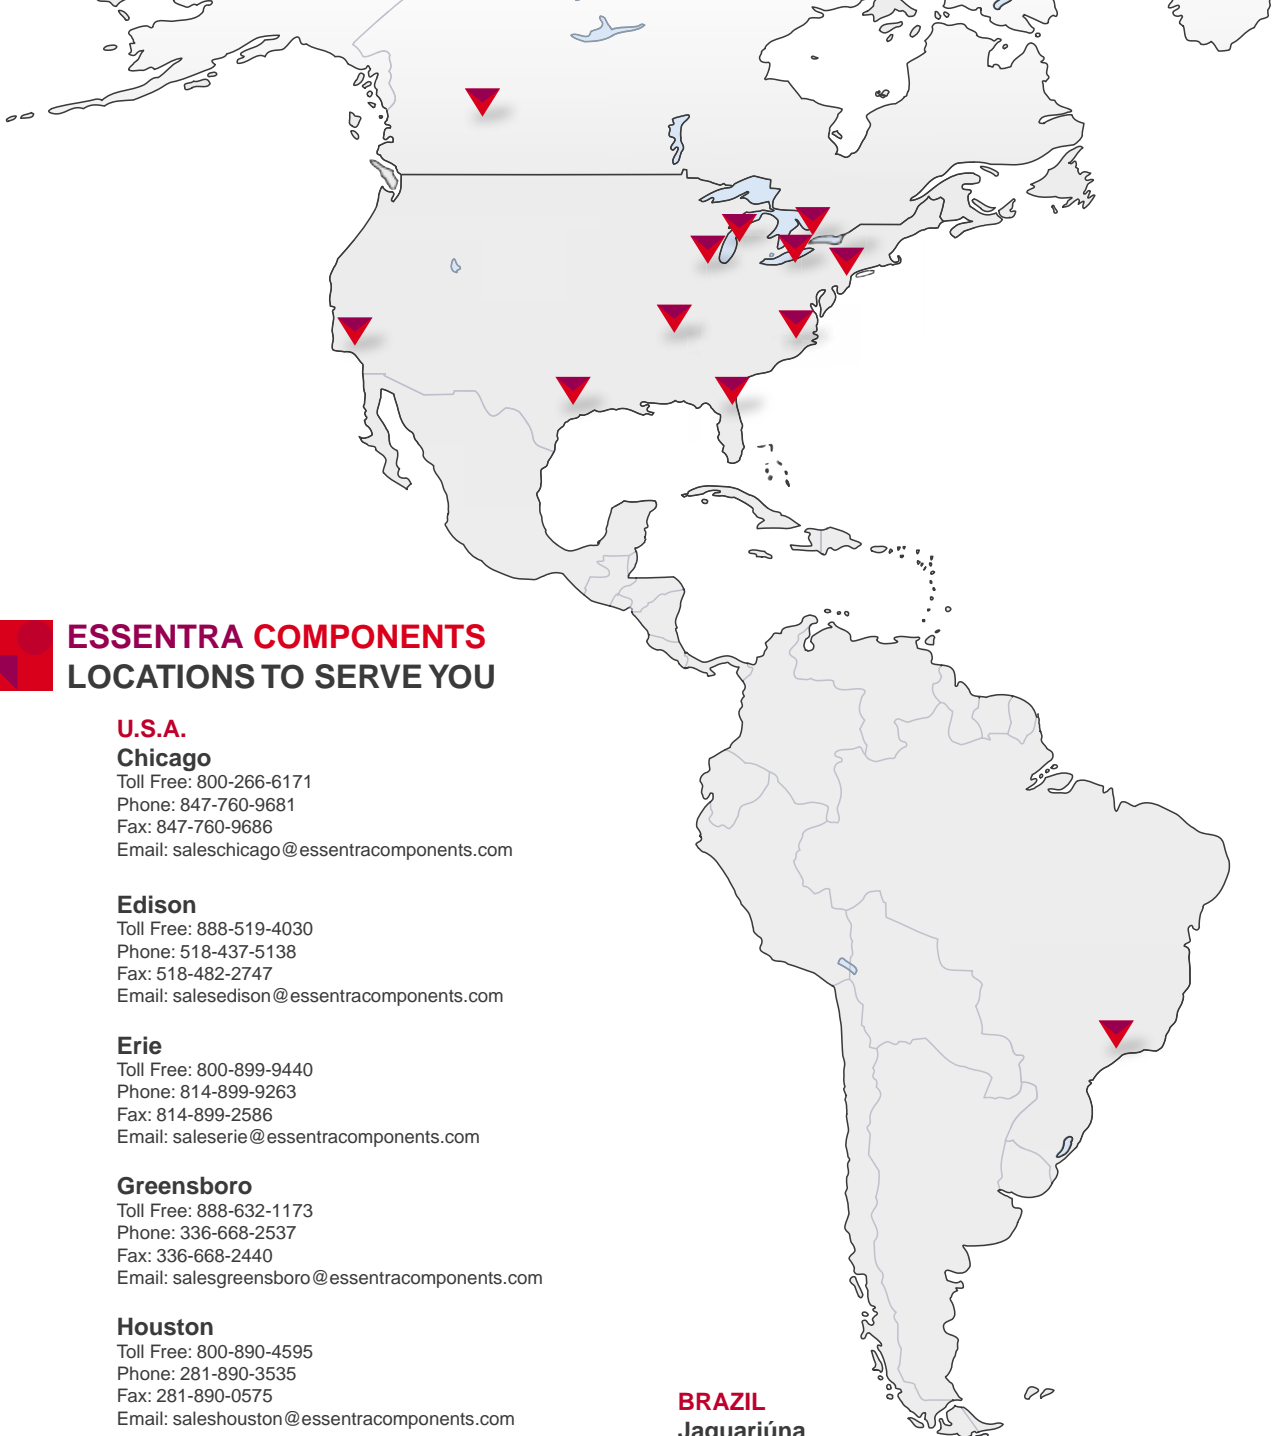 ESSENTRA COMPONENTS
LOCATIONS TO SERVE YOU
U.S.A.
Chicago
Toll Free: 800-266-6171
Phone: 847-760-9681
Fax: 847-760-9686
Email: saleschicago@essentracomponents.com
Edison
Toll Free: 888-519-4030
Phone: 518-437-5138
Fax: 518-482-2747
Email: salesedison@essentracomponents.com
Erie
Toll Free: 800-899-9440
Phone: 814-899-9263
Fax: 814-899-2586
Email: saleserie@essentracomponents.com
Greensboro
Toll Free: 888-632-1173
Phone: 336-668-2537
Fax: 336-668-2440
Email: salesgreensboro@essentracomponents.com
Houston
Toll Free: 800-890-4595
Phone: 281-890-3535
Fax: 281-890-0575
Email: saleshouston@essentracomponents.com
BRAZIL
Jaguariúna